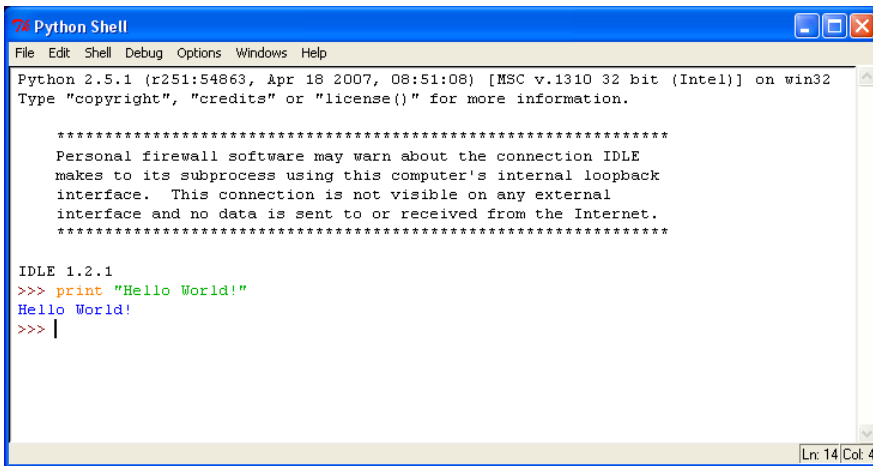 Python Shell
File Edit Shell Debug Options Windows Help
Python 2.5.1 (r251:54863, Apr 18 2007, 08:51:08) [MSC v.1310 32 bit (Intel)] on win32
Type "copyright", "credits" or "license()" for more information.
****************************************************************
Personal firewall software may warn about the connection IDLE
makes to its subprocess using this computer's internal loopback
interface.  This connection is not visible on any external
interface and no data is sent to or received from the Internet.
****************************************************************
IDLE 1.2.1
>>> print "Hello World!"
Hello World!
>>>
Ln: 14 Col: 4